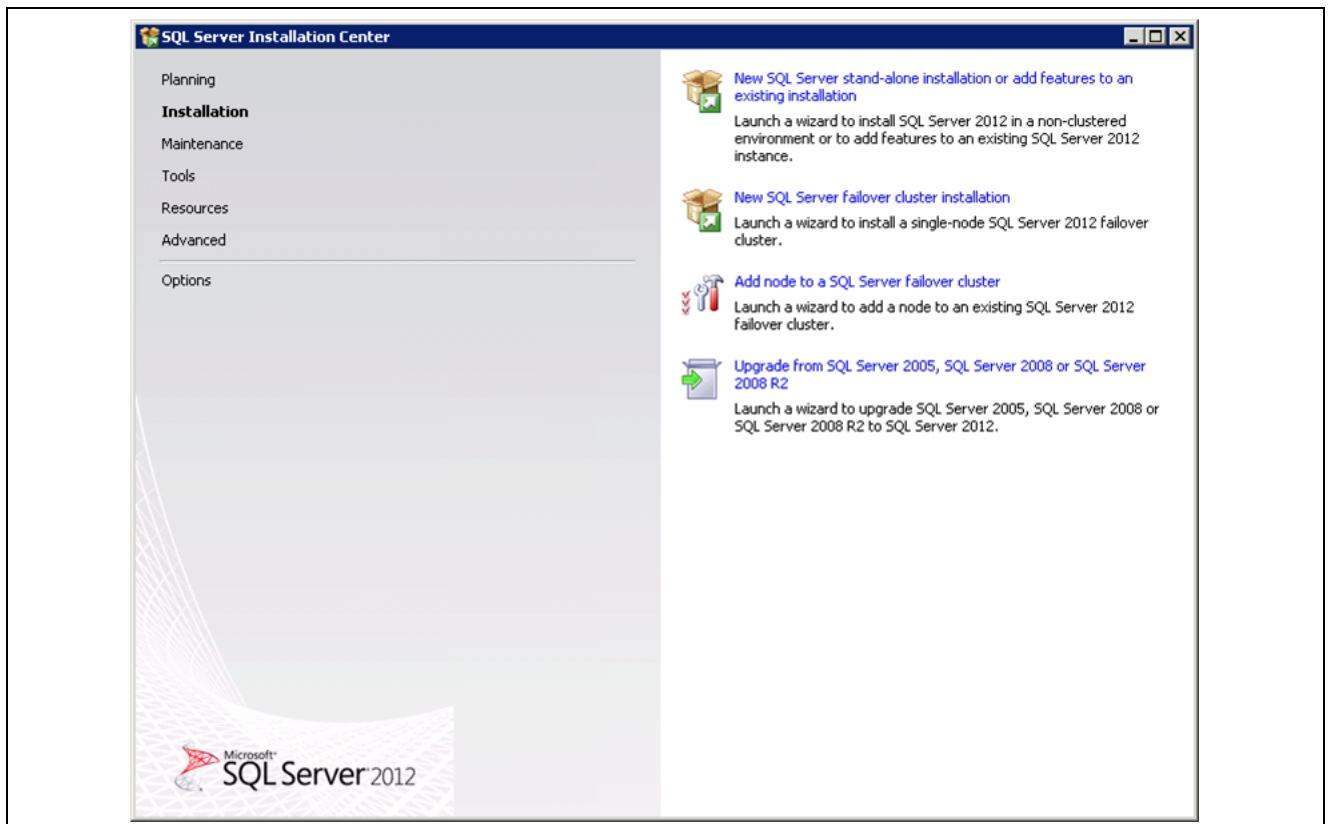 SQL Server Installation Center
Planning
Installation
Maintenance
Tools
Resources
Advanced
Options
New SQL Server stand-alone installation or add features to an
existing installation
Launch a wizard to install SQL Server 2012 in a non-clustered
environment or to add features to an existing SQL Server 2012
instance.
New SQL Server failover cluster installation
Launch a wizard to install a single-node SQL Server 2012 failover
cluster.
Add node to a SQL Server failover cluster
Launch a wizard to add a node to an existing SQL Server 2012
failover cluster.
Upgrade from SQL Server 2005, SQL Server 2008 or SQL Server
2008 R2
Launch a wizard to upgrade SQL Server 2005, SQL Server 2008 or
SQL Server 2008 R2 to SQL Server 2012.
Microsoft
SQL Server 2012